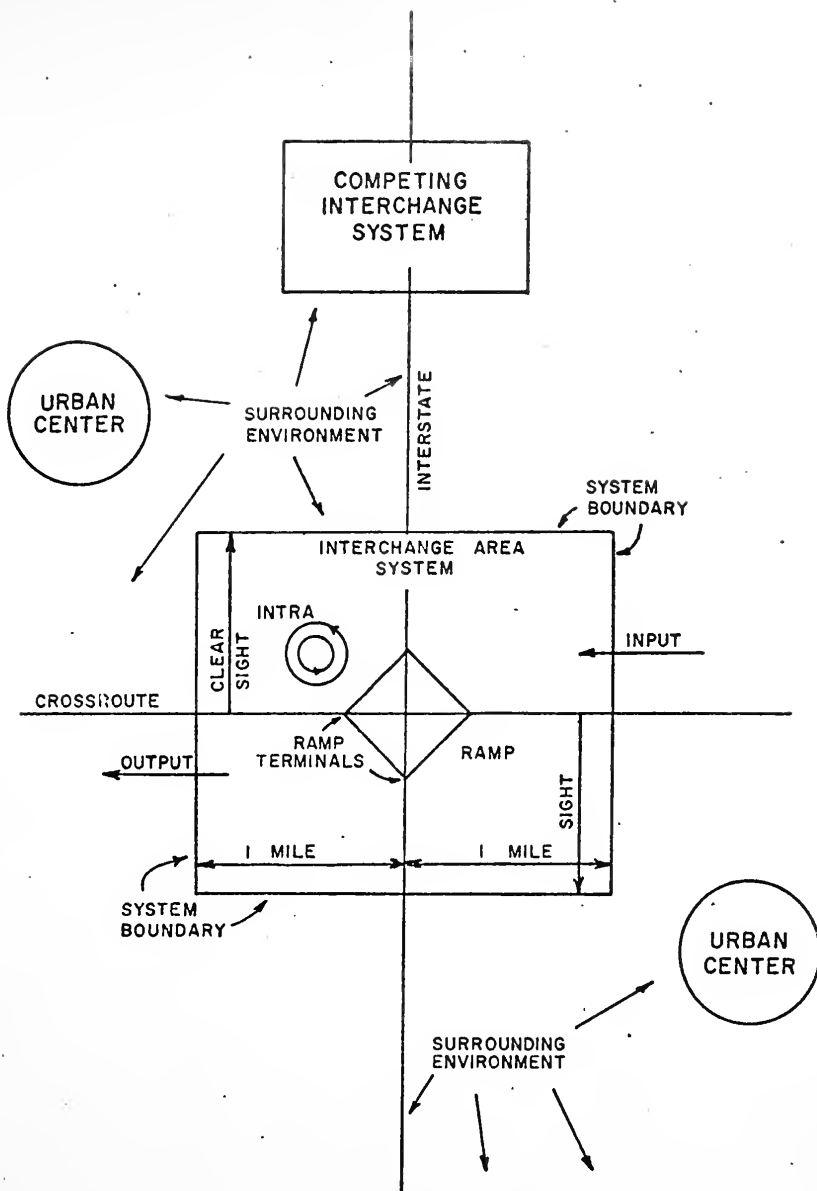 COMPETING
INTERCHANGE
SYSTEM
URBAN
CENTER
SURROUNDING
ENVIRONMENT
INTERSTATE
SYSTEM
BOUNDARY
INTERCHANGE AREA
SYSTEM
INTRA
CLEAR
SIGHT
INPUT
CROSSROUTE
RAMP
TERMINALS
RAMP
OUTPUT
SIGHT
1 MILE
1 MILE
SYSTEM
BOUNDARY
URBAN
CENTER
SURROUNDING
ENVIRONMENT